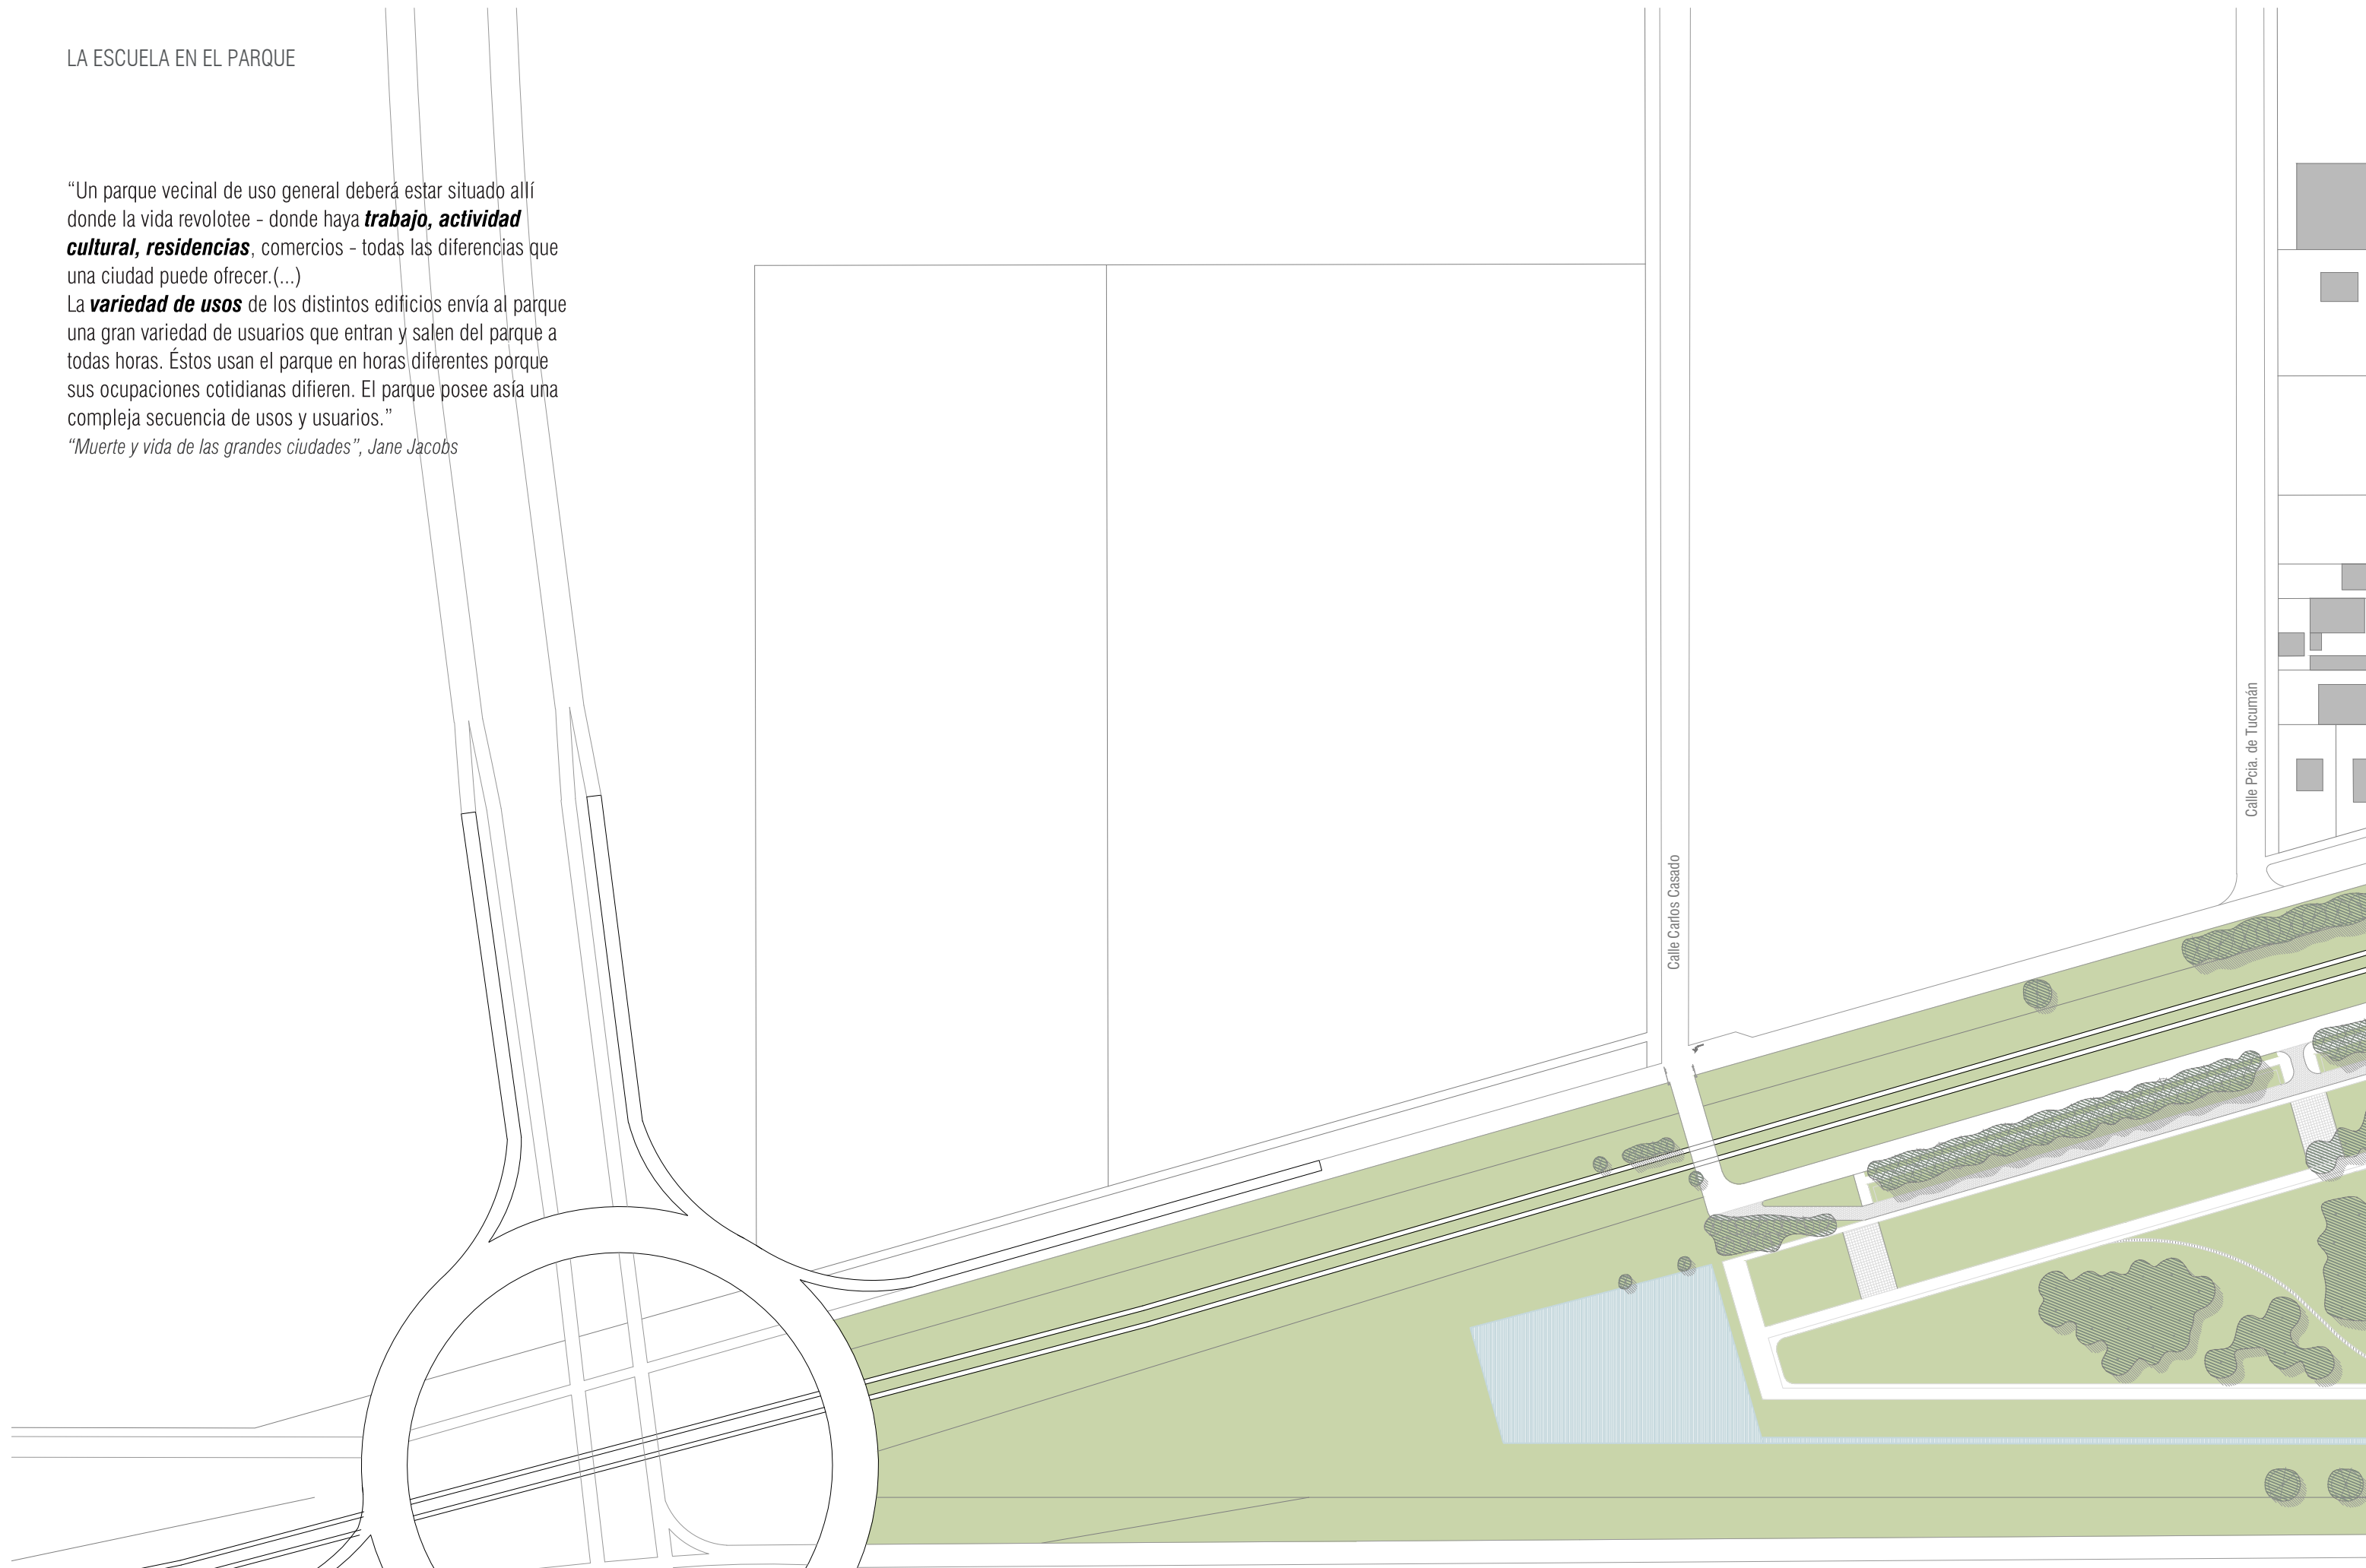 LA ESCUELA EN EL PARQUE
“Un parque vecinal de uso general deberá estar situado allí
donde la vida revolotee - donde haya trabajo, actividad
cultural, residencias, comercios - todas las diferencias que
una ciudad puede ofrecer.(...)
La variedad de usos de los distintos edificios envía al parque
una gran variedad de usuarios que entran y salen del parque a
todas horas. Éstos usan el parque en horas diferentes porque
sus ocupaciones cotidianas difieren. El parque posee asía una
compleja secuencia de usos y usuarios.”
“Muerte y vida de las grandes ciudades”, Jane Jacobs
Calle Carlos Casado
Calle Pcia. de Tucumán